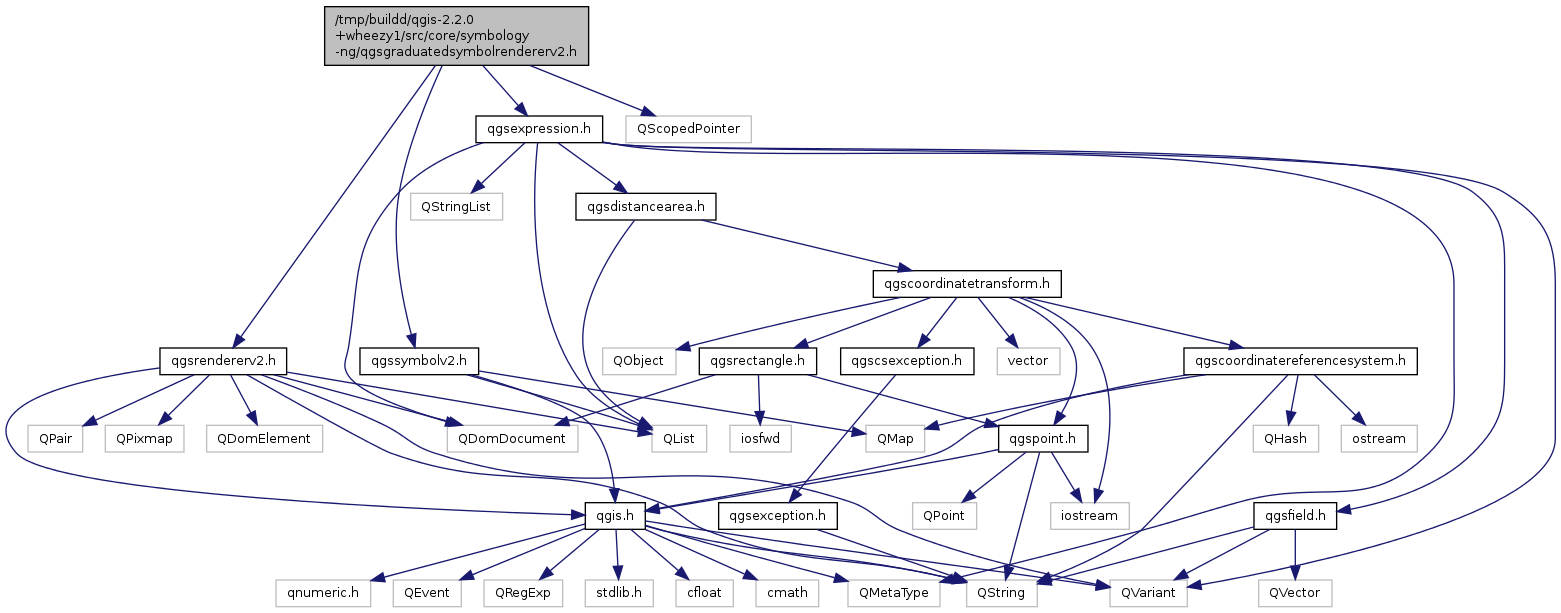 /tmp/buildd/qgis-2.2.0
+wheezy1/src/core/symbology
-ng/qgsgraduatedsymbolrendererv2.h
qgsexpression.h
QScopedPointer
QStringList
qgsdistancearea.h
qgscoordinatetransform.h
qgsrendererv2.h
qgssymbolv2.h
QObject
qgsrectangle.h
qgscsexception.h
vector
qgscoordinatereferencesystem.h
QPair
QPixmap
QDomElement
QDomDocument
QList
iosfwd
QMap
qgspoint.h
QHash
ostream
qgis.h
qgsexception.h
QPoint
iostream
qgsfield.h
qnumeric.h
QEvent
QRegExp
stdlib.h
cfloat
cmath
QMetaType
QString
QVariant
QVector